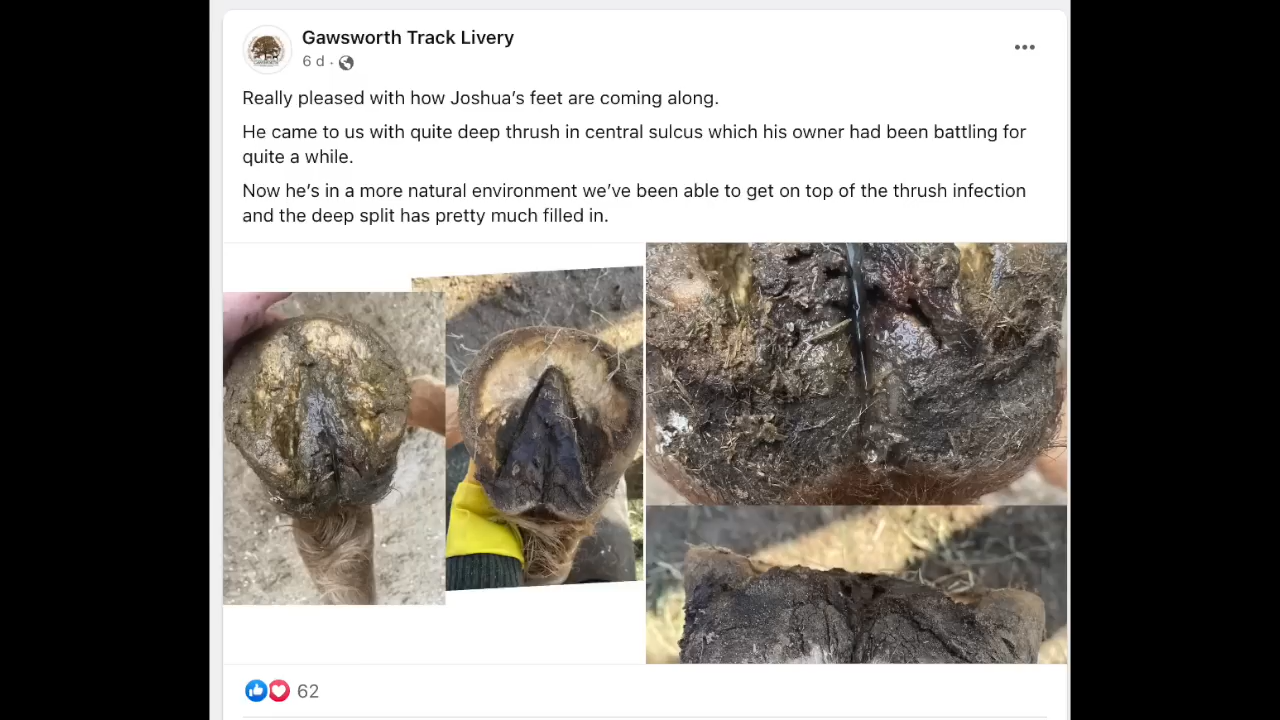 Gawsworth Track Livery
6 d ·
Really pleased with how Joshua's feet are coming along.
He came to us with quite deep thrush in central sulcus which his owner had been battling for
quite a while.
Now he's in a more natural environment we've been able to get on top of the thrush infection
and the deep split has pretty much filled in.
62